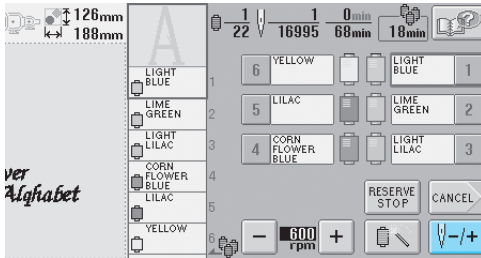 126mm
188mm
A
1
22
1
16995
0min
68min
18min
LIGHT
BLUE
1
LIME
GREEN
2
LIGHT
LILAC
3
CORN
FLOWER
BLUE
4
LILAC
5
YELLOW
6
ver
Alqhabet
6
YELLOW
LIGHT
BLUE
1
5
LILAC
LIME
GREEN
2
4
CORN
FLOWER
BLUE
LIGHT
LILAC
3
RESERVE
STOP
CANCEL
−
600
rpm
+
−/+